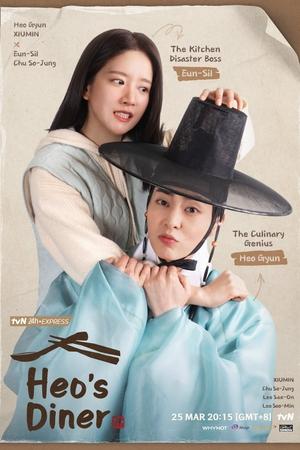 Heo Gyun
XIUMIN
×
Eun-Sil
Chu So-Jung
The Kitchen
Disaster Boss
Eun-Sil
The Culinary
Genius
Heo Gyun
tvN 24h EXPRESS
Heo's
Diner
XIUMIN
Chu So-Jung
Lee Sae-On
Lee Soo-Min
25 MAR 20:15 (GMT+8) tvN
WHYNOT